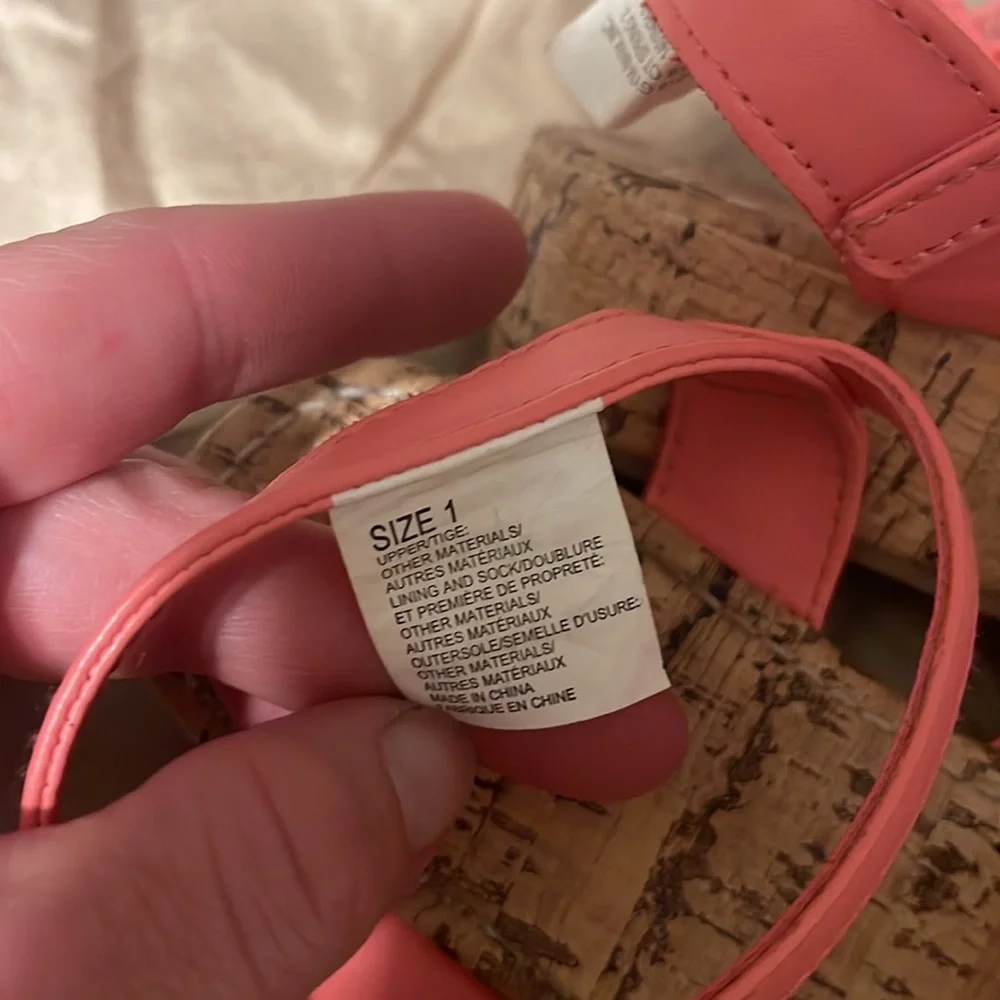 SIZE 1
UPPER/TIGE:
OTHER MATERIALS/
AUTRES MATÉRIAUX
LINING AND SOCK/DOUBLURE
ET PREMIÈRE DE PROPRETÉ:
OTHER MATERIALS/
AUTRES MATÉRIAUX
OUTERSOLE/SEMELLE D'USURE:
OTHER MATERIALS/
AUTRES MATÉRIAUX
MADE IN CHINA
EN CHINE